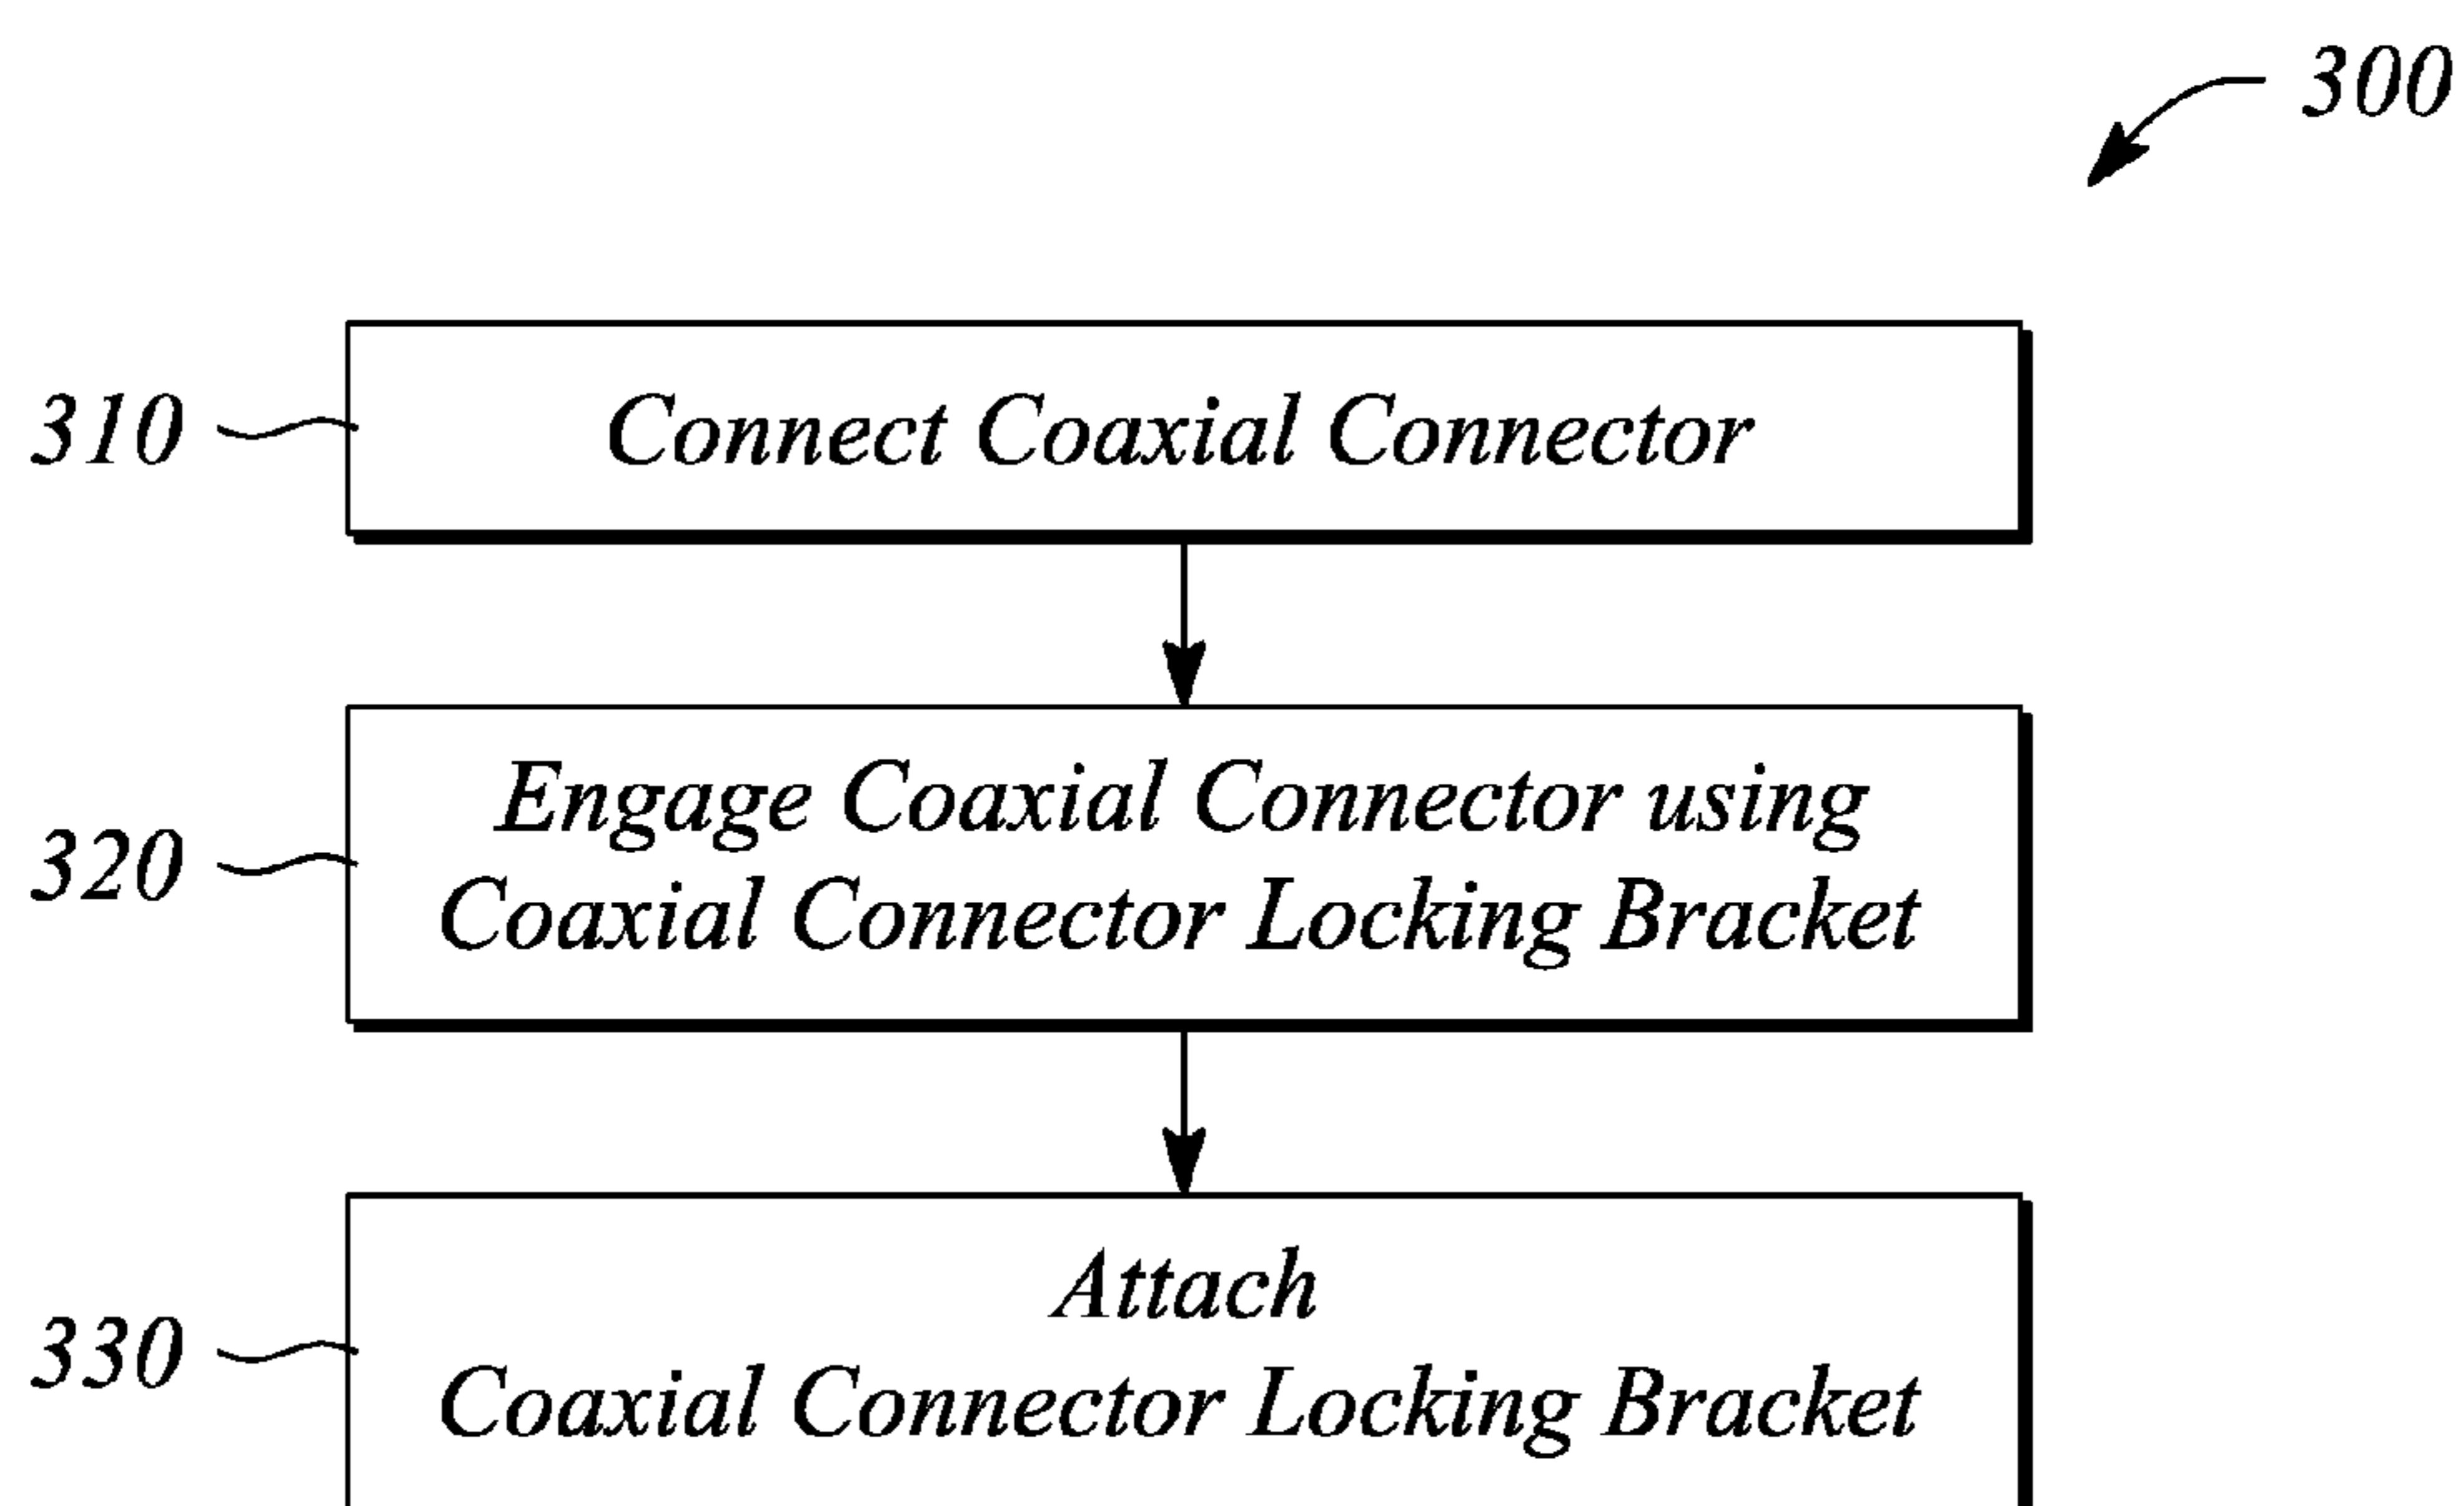 300
310
Connect Coaxial Connector
320
Engage Coaxial Connector using
Coaxial Connector Locking Bracket
330
Attach
Coaxial Connector Locking Bracket